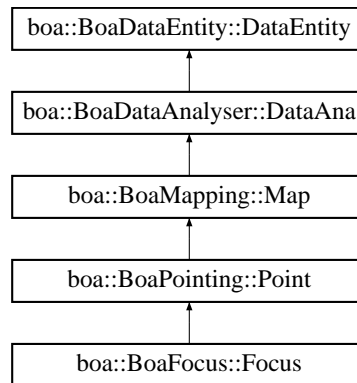 boa::BoaDataEntity::DataEntity
boa::BoaDataAnalyser::DataAna
boa::BoaMapping::Map
boa::BoaPointing::Point
boa::BoaFocus::Focus